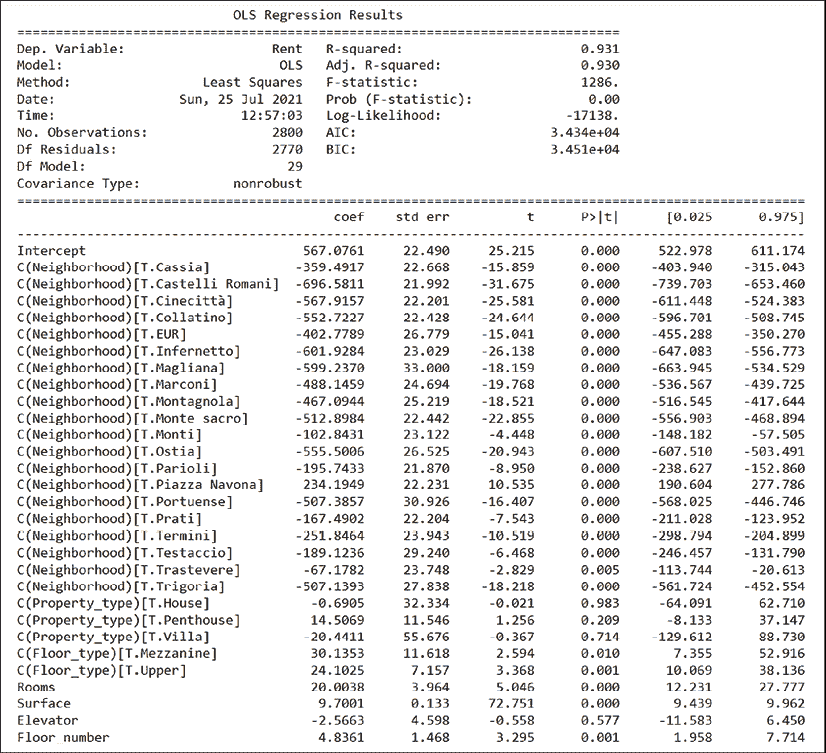 OLS Regression Results
==============================================================================
Dep. Variable: Rent R-squared: 0.931
Model: OLS Adj. R-squared: 0.930
Method: Least Squares F-statistic: 1286.
Date: Sun, 25 Jul 2021 Prob (F-statistic): 0.00
Time: 12:57:03 Log-Likelihood: -17138.
No. Observations: 2800 AIC: 3.434e+04
Df Residuals: 2770 BIC: 3.451e+04
Df Model: 29
Covariance Type: nonrobust
==============================================================================
coef std err t P>|t| [0.025 0.975]
------------------------------------------------------------------------------
Intercept 567.0761 22.490 25.215 0.000 522.978 611.174
C(Neighborhood)[T.Cassia] -359.4917 22.668 -15.859 0.000 -403.940 -315.043
C(Neighborhood)[T.Castelli Romani] -696.5811 21.992 -31.675 0.000 -739.703 -653.460
C(Neighborhood)[T.Cinecittà] -567.9157 22.201 -25.581 0.000 -611.448 -524.383
C(Neighborhood)[T.Collatino] -552.7227 22.428 -24.644 0.000 -596.701 -508.745
C(Neighborhood)[T.EUR] -402.7789 26.779 -15.041 0.000 -455.288 -350.270
C(Neighborhood)[T.Infernetto] -601.9284 23.029 -26.138 0.000 -647.083 -556.773
C(Neighborhood)[T.Magliana] -599.2370 33.000 -18.159 0.000 -663.945 -534.529
C(Neighborhood)[T.Marconi] -488.1459 24.694 -19.768 0.000 -536.567 -439.725
C(Neighborhood)[T.Montagnola] -467.0944 25.219 -18.521 0.000 -516.545 -417.644
C(Neighborhood)[T.Monte sacro] -512.8984 22.442 -22.855 0.000 -556.903 -468.894
C(Neighborhood)[T.Monti] -102.8431 23.122 -4.448 0.000 -148.182 -57.505
C(Neighborhood)[T.Ostia] -555.5006 26.525 -20.943 0.000 -607.510 -503.491
C(Neighborhood)[T.Parioli] -195.7433 21.870 -8.950 0.000 -238.627 -152.860
C(Neighborhood)[T.Piazza Navona] 234.1949 22.231 10.535 0.000 190.604 277.786
C(Neighborhood)[T.Portuense] -507.3857 30.926 -16.407 0.000 -568.025 -446.746
C(Neighborhood)[T.Prati] -167.4902 22.204 -7.543 0.000 -211.028 -123.952
C(Neighborhood)[T.Termini] -251.8464 23.943 -10.519 0.000 -298.794 -204.899
C(Neighborhood)[T.Testaccio] -189.1236 29.240 -6.468 0.000 -246.457 -131.790
C(Neighborhood)[T.Trastevere] -67.1782 23.748 -2.829 0.005 -113.744 -20.613
C(Neighborhood)[T.Trigoria] -507.1393 27.838 -18.218 0.000 -561.724 -452.554
C(Property_type)[T.House] -0.6905 32.334 -0.021 0.983 -64.091 62.710
C(Property_type)[T.Penthouse] 14.5069 11.546 1.256 0.209 -8.133 37.147
C(Property_type)[T.Villa] -20.4411 55.676 -0.367 0.714 -129.612 88.730
C(Floor_type)[T.Mezzanine] 30.1353 11.618 2.594 0.010 7.355 52.916
C(Floor_type)[T.Upper] 24.1025 7.157 3.368 0.001 10.069 38.136
Rooms 20.0038 3.964 5.046 0.000 12.231 27.777
Surface 9.7001 0.133 72.751 0.000 9.439 9.962
Elevator -2.5663 4.598 -0.558 0.577 -11.583 6.450
Floor_number 4.8361 1.468 3.295 0.001 1.958 7.714